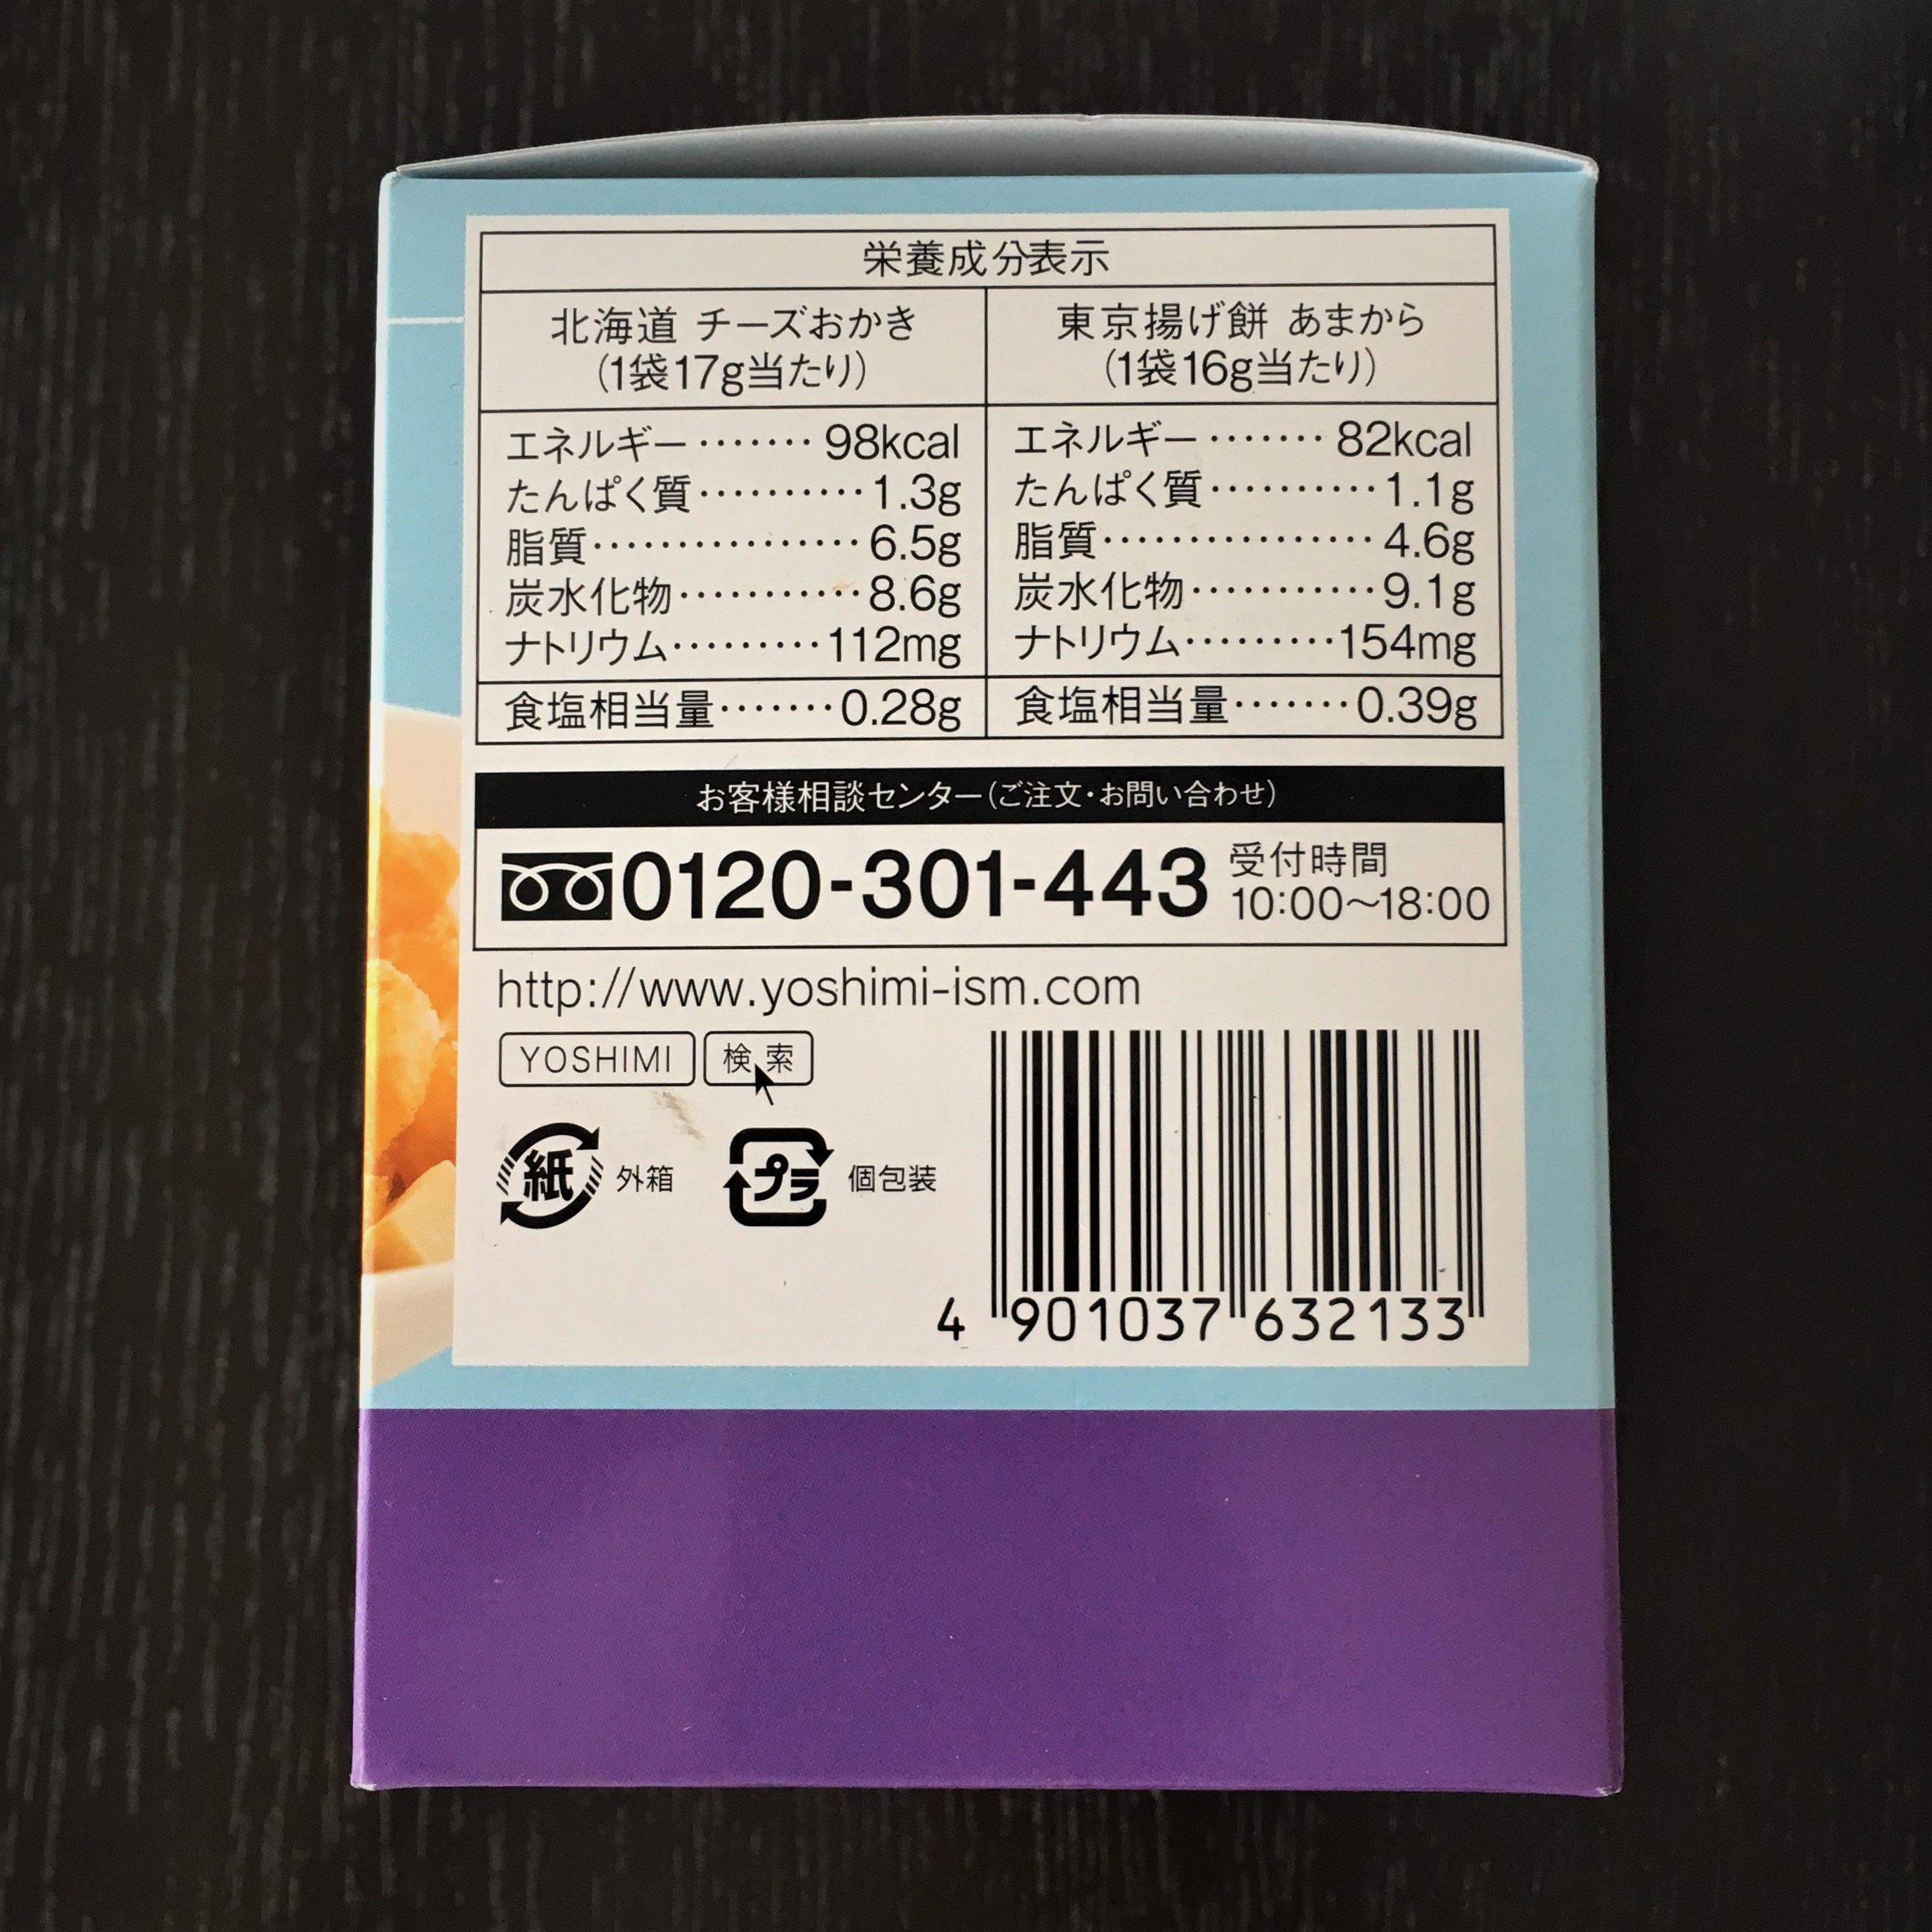 栄養成分表示
北海道 チーズおかき
(1袋17g当たり)
エネルギー‥‥‥‥98kcal
たんぱく質‥‥‥‥‥1.3g
脂質‥‥‥‥‥‥‥‥6.5g
炭水化物‥‥‥‥‥‥8.6g
ナトリウム‥‥‥‥‥112mg
食塩相当量‥‥‥‥0.28g
東京揚げ餅 あまから
(1袋16g当たり)
エネルギー‥‥‥‥82kcal
たんぱく質‥‥‥‥‥1.1g
脂質‥‥‥‥‥‥‥‥4.6g
炭水化物‥‥‥‥‥‥9.1g
ナトリウム‥‥‥‥‥154mg
食塩相当量‥‥‥‥0.39g
お客様相談センター(ご注文・お問い合わせ)
0120-301-443
受付時間
10:00～18:00
http://www.yoshimi-ism.com
YOSHIMI 検索
紙 外箱 プラ 個包装
4 901037 632133